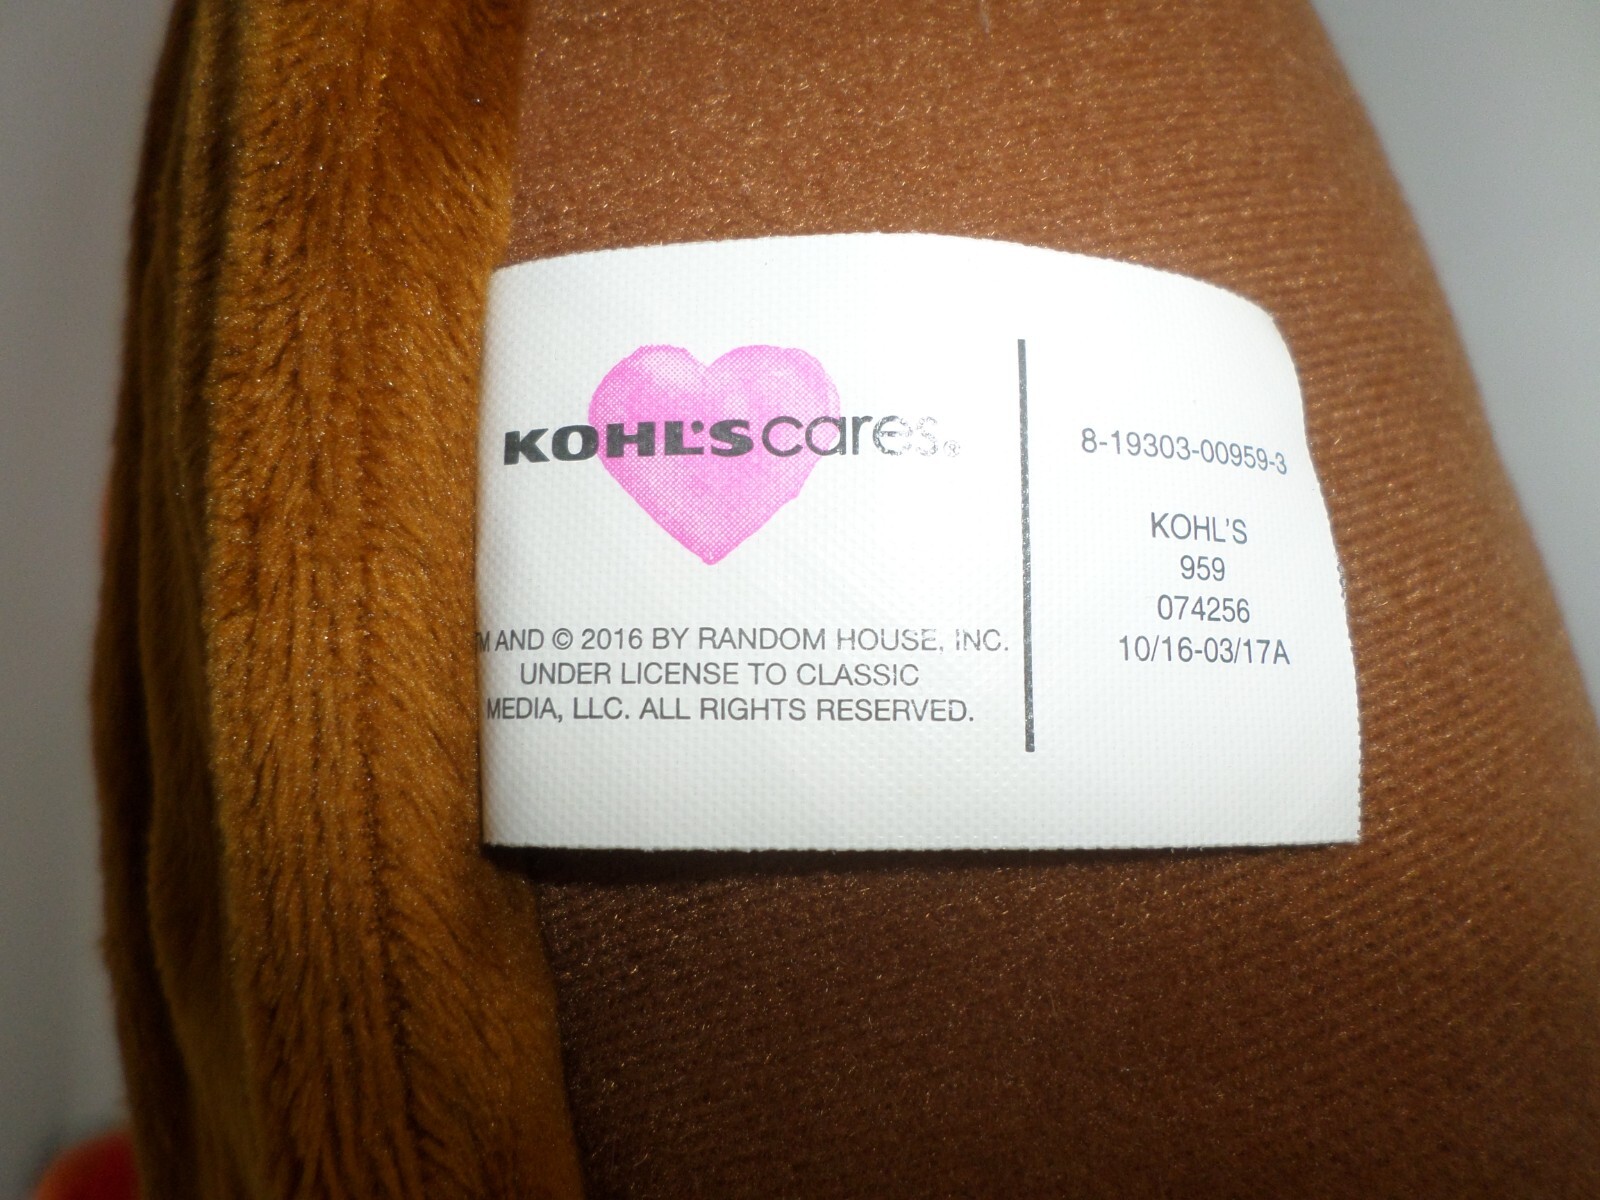 KOHL'S cares®
TM AND © 2016 BY RANDOM HOUSE, INC.
UNDER LICENSE TO CLASSIC
MEDIA, LLC. ALL RIGHTS RESERVED.
8-19303-00959-3
KOHL'S
959
074256
10/16-03/17A